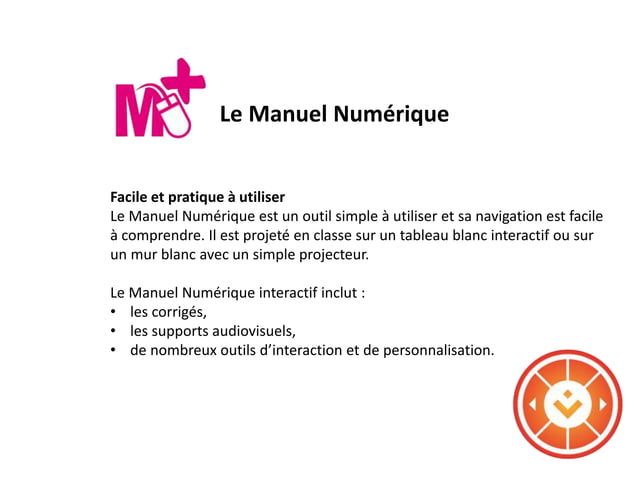 M+
Le Manuel Numérique
Facile et pratique à utiliser
Le Manuel Numérique est un outil simple à utiliser et sa navigation est facile
à comprendre. Il est projeté en classe sur un tableau blanc interactif ou sur
un mur blanc avec un simple projecteur.
Le Manuel Numérique interactif inclut :
• les corrigés,
• les supports audiovisuels,
• de nombreux outils d’interaction et de personnalisation.